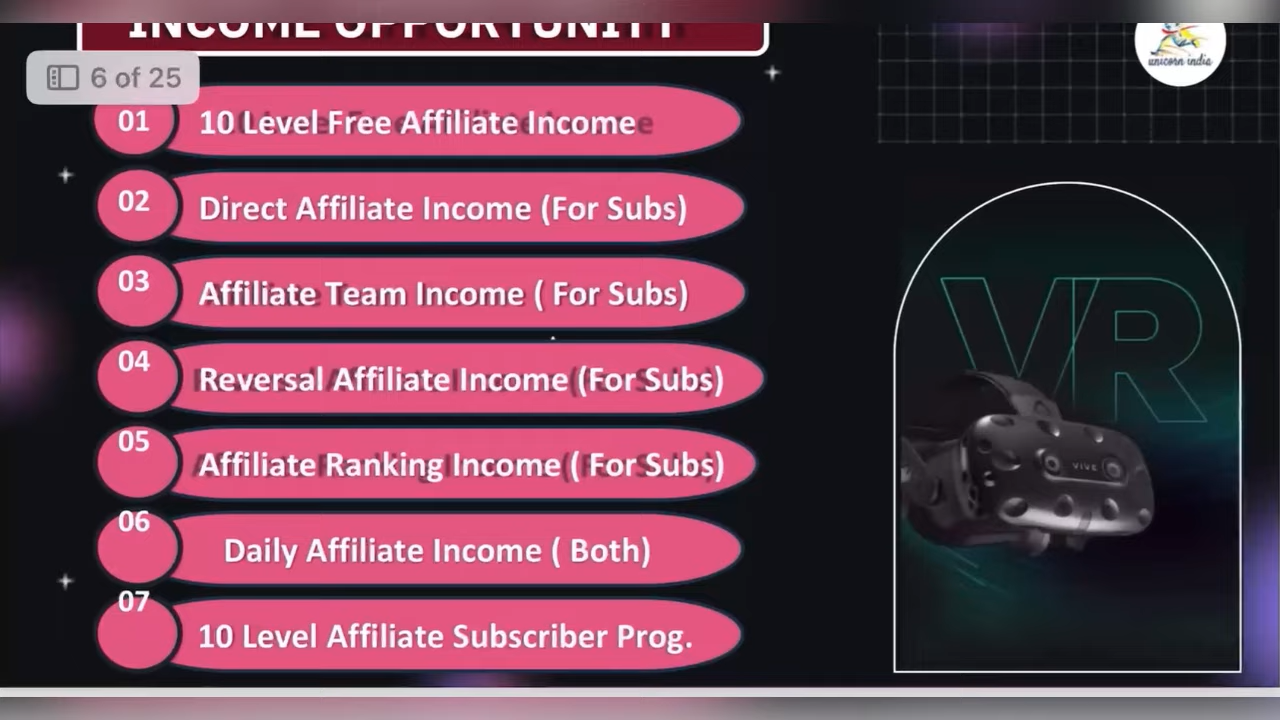 INCOME OPPORTUNITY
unicorn india
6 of 25
01 10 Level Free Affiliate Income
02 Direct Affiliate Income (For Subs)
03 Affiliate Team Income ( For Subs)
04 Reversal Affiliate Income (For Subs)
05 Affiliate Ranking Income ( For Subs)
06 Daily Affiliate Income ( Both)
07 10 Level Affiliate Subscriber Prog.
VR
VIVE